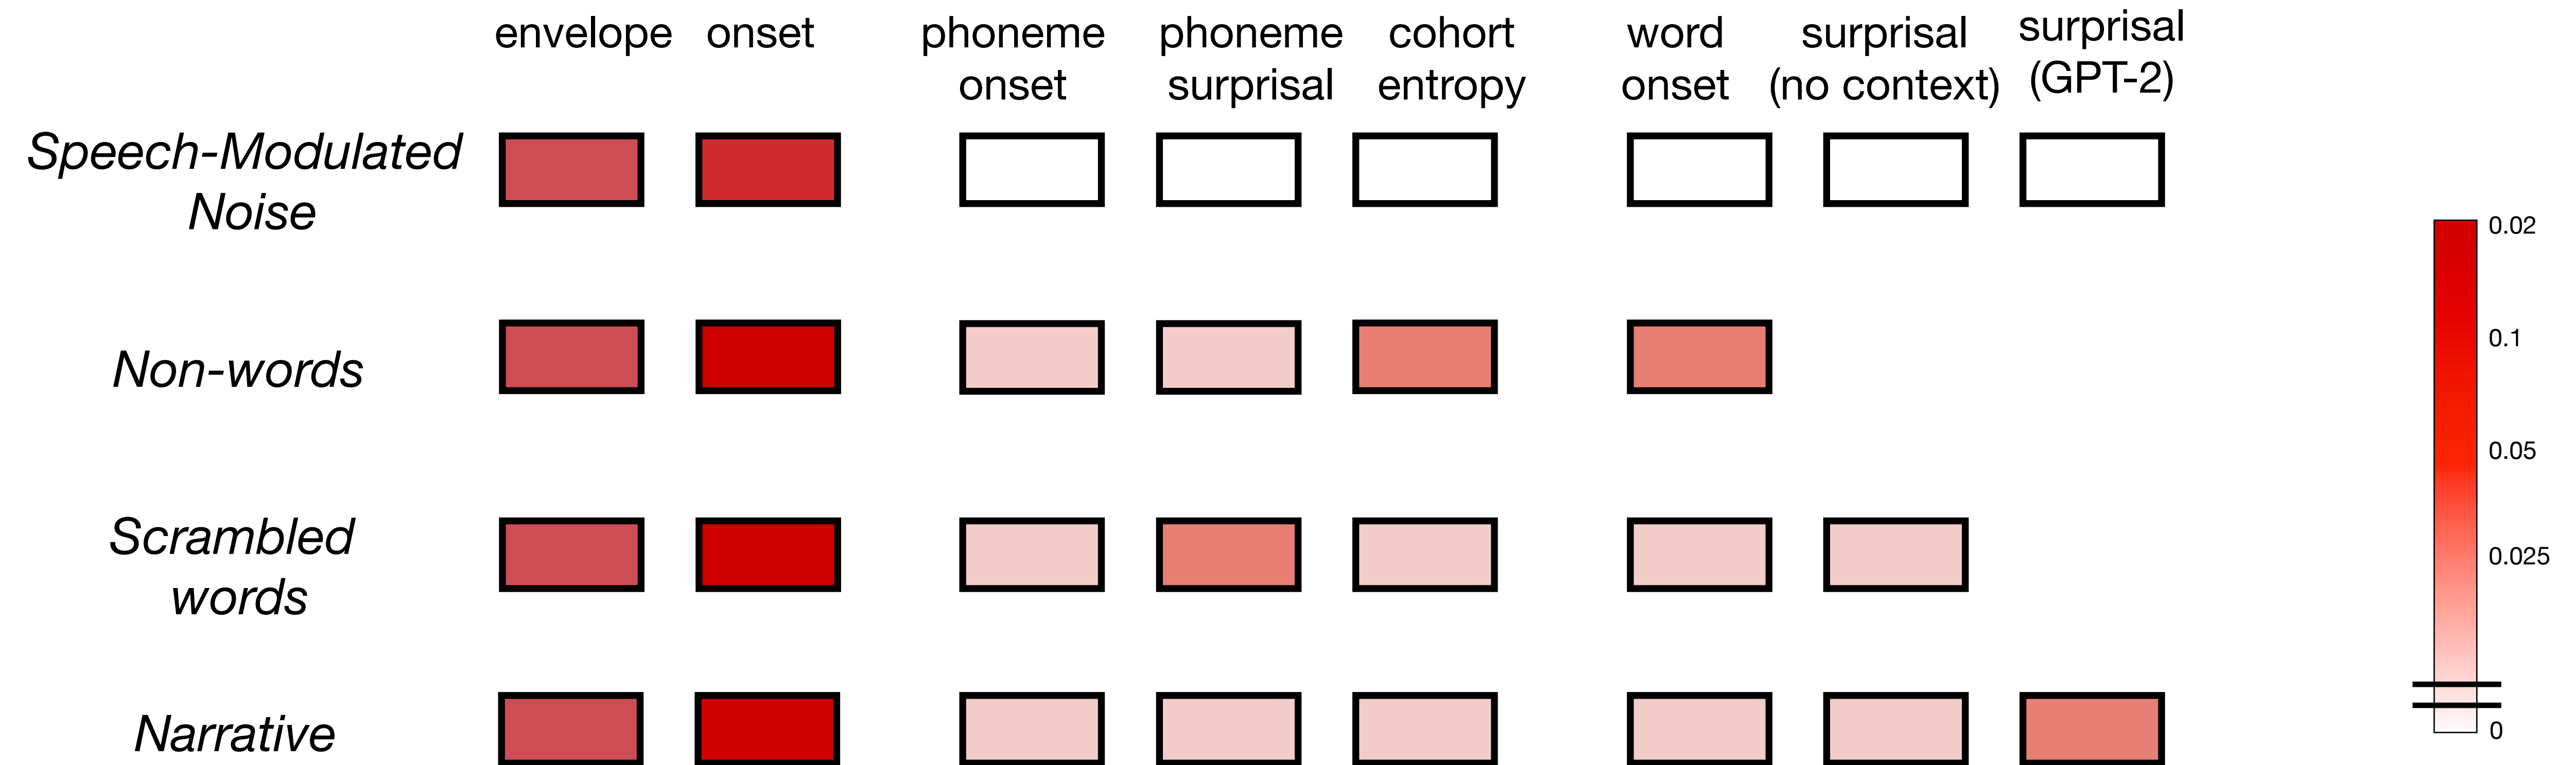 envelope onset phoneme phoneme cohort word surprisal surprisal
onset surprisal entropy onset (no context) (GPT-2)
Speech-Modulated
Noise
0.02
0.1
Non-words
0.05
Scrambled
0.025
words
Narrative
0